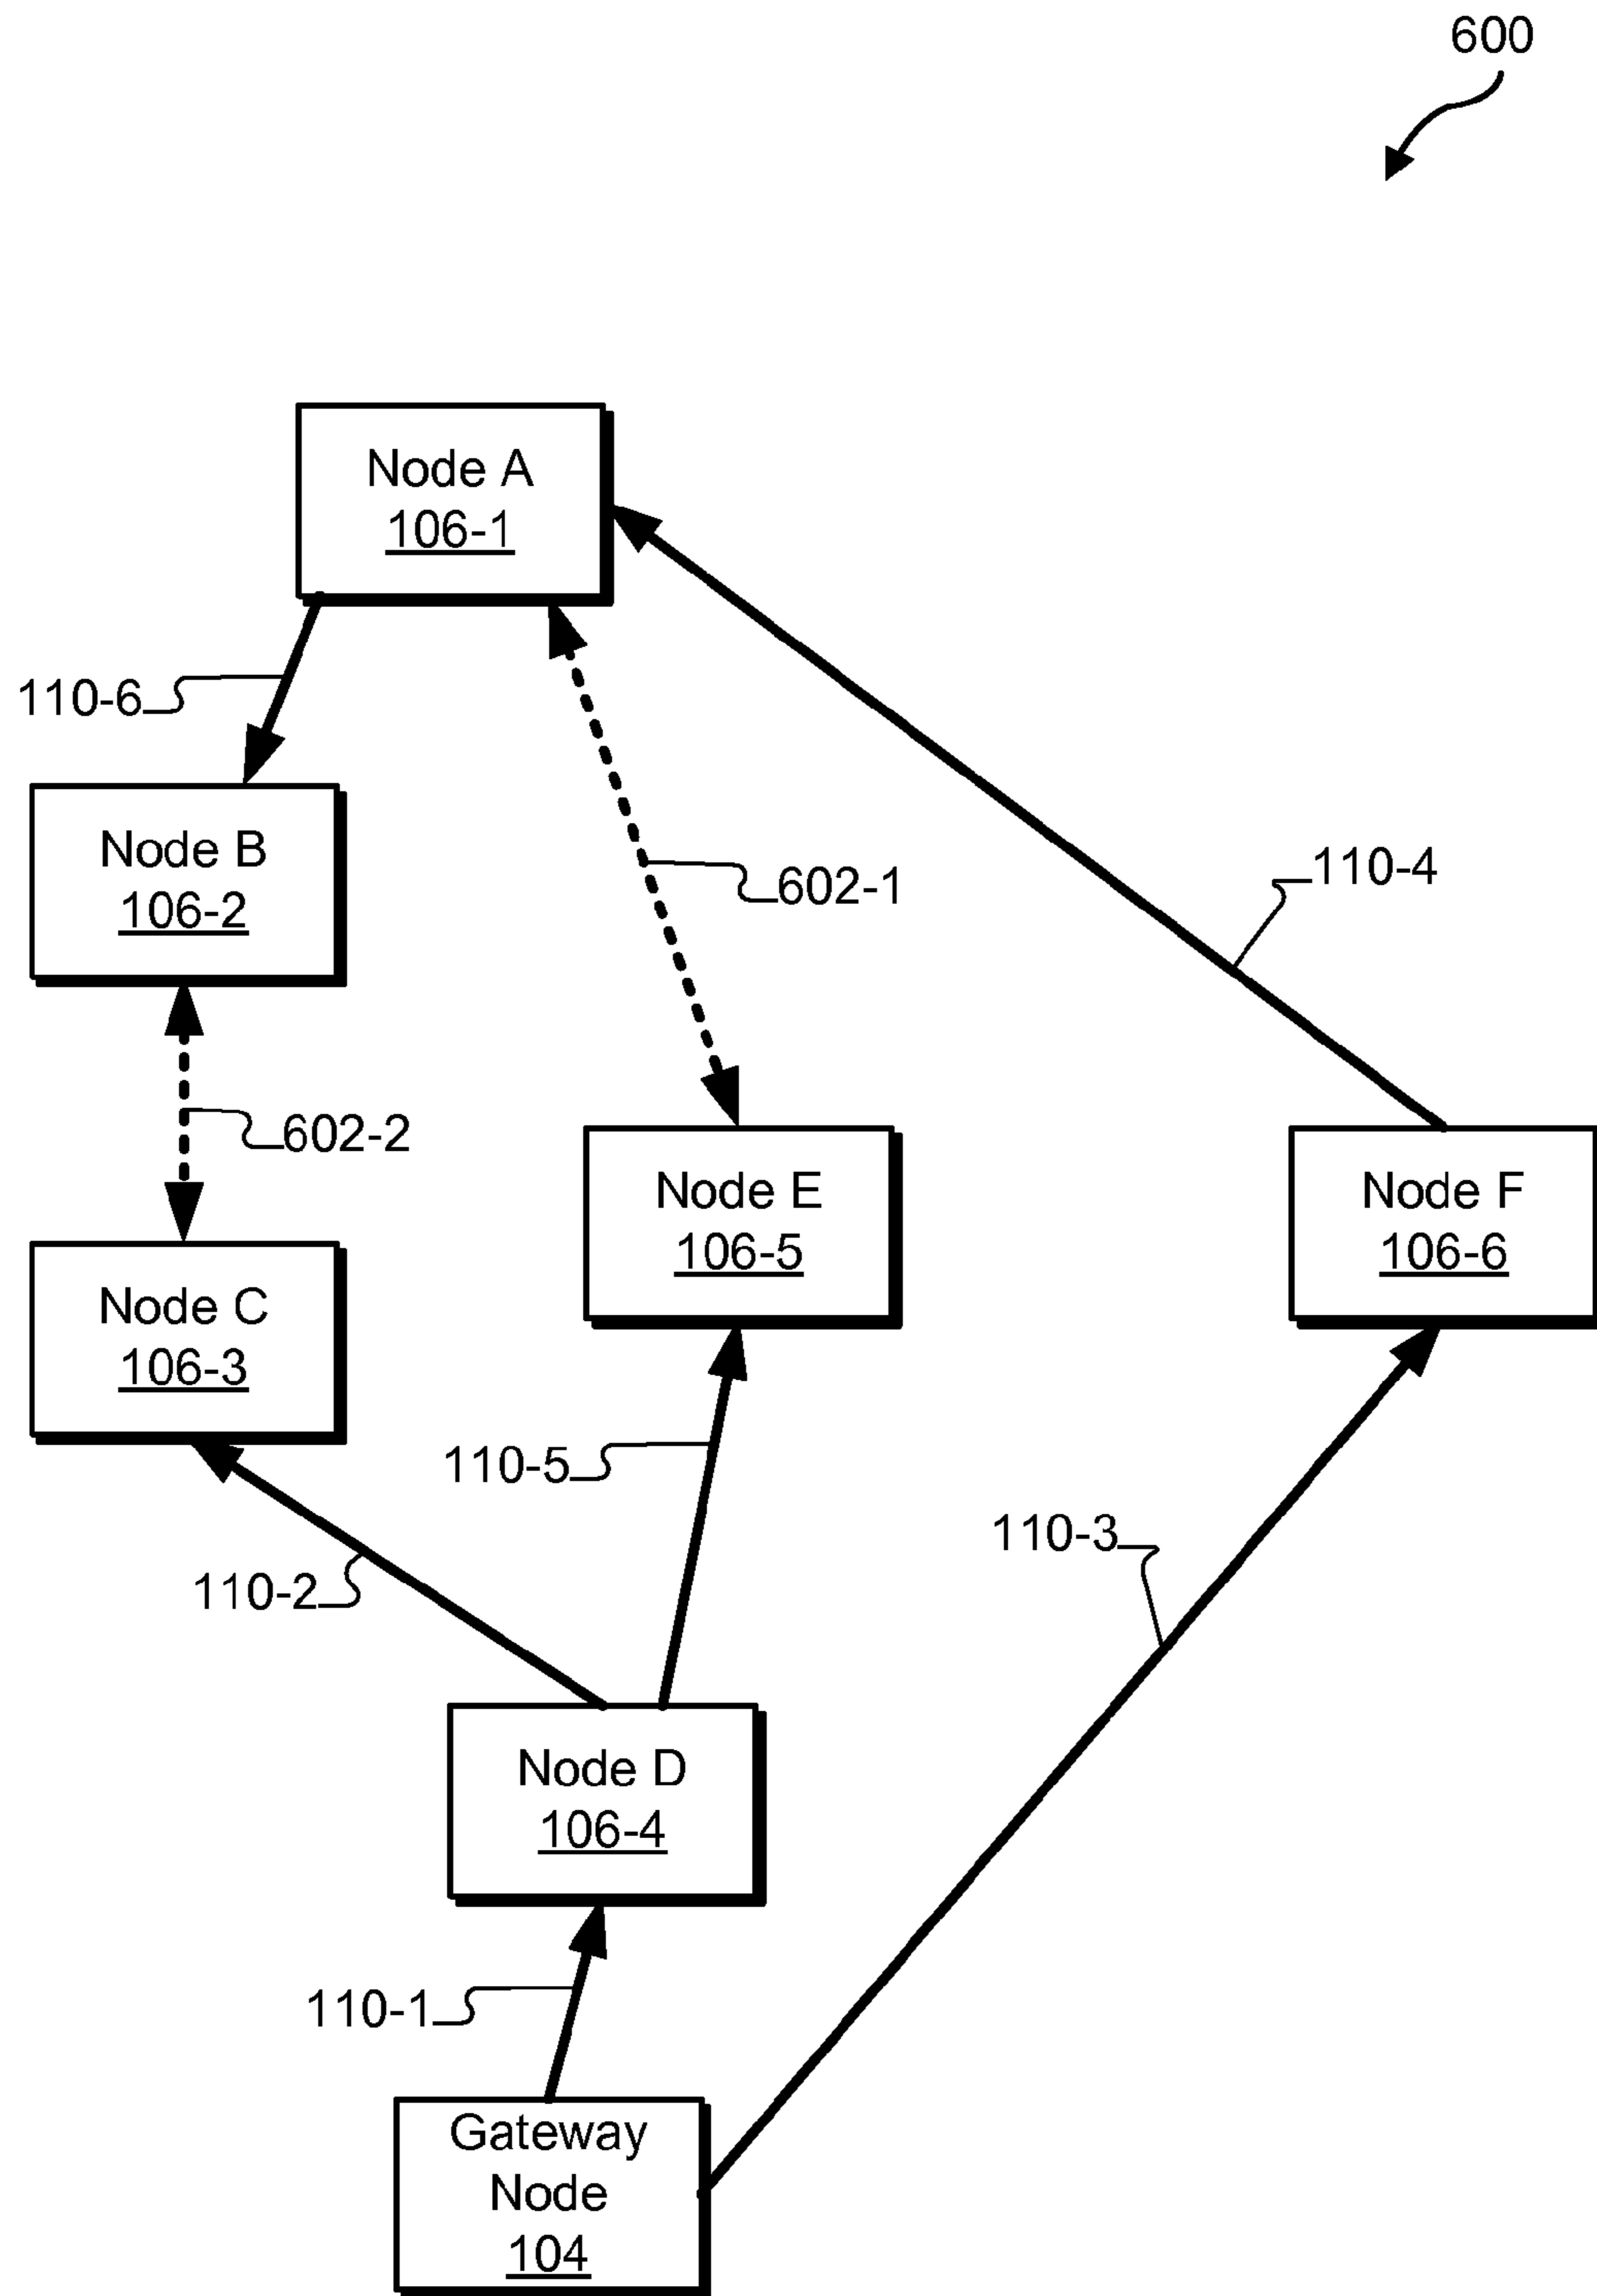 600
Node A
106-1
110-6
Node B
106-2
602-1
110-4
602-2
Node E
106-5
Node F
106-6
Node C
106-3
110-5
110-3
110-2
Node D
106-4
110-1
Gateway
Node
104